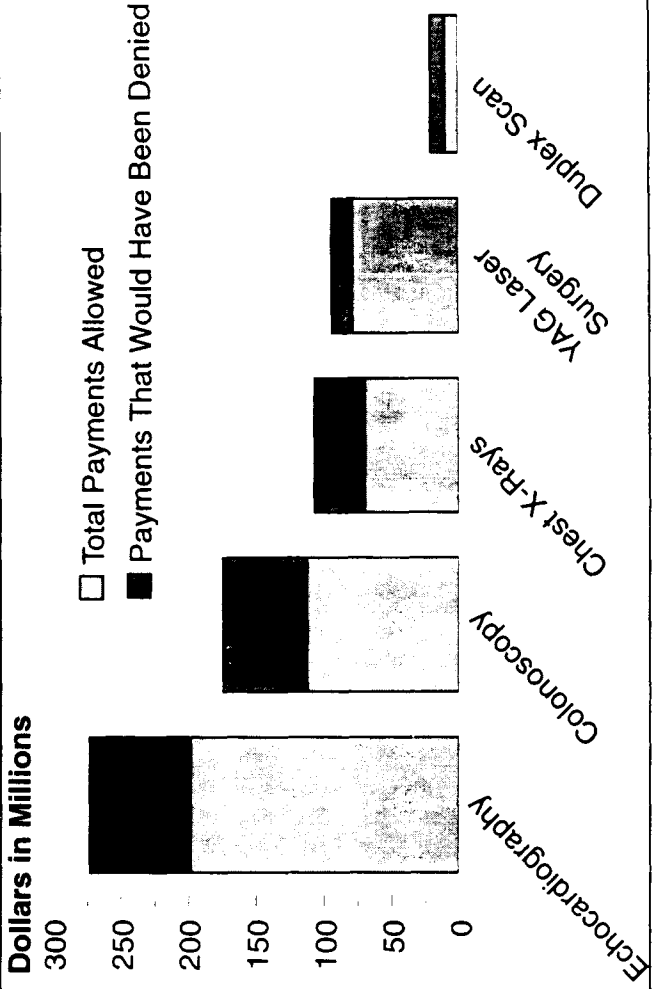 Dollars in Millions
300
250
200
150
100
50
0
Total Payments Allowed
Payments That Would Have Been Denied
Echocardiography
Colonoscopy
Chest X-Rays
YAG Laser
Surgery
Duplex Scan